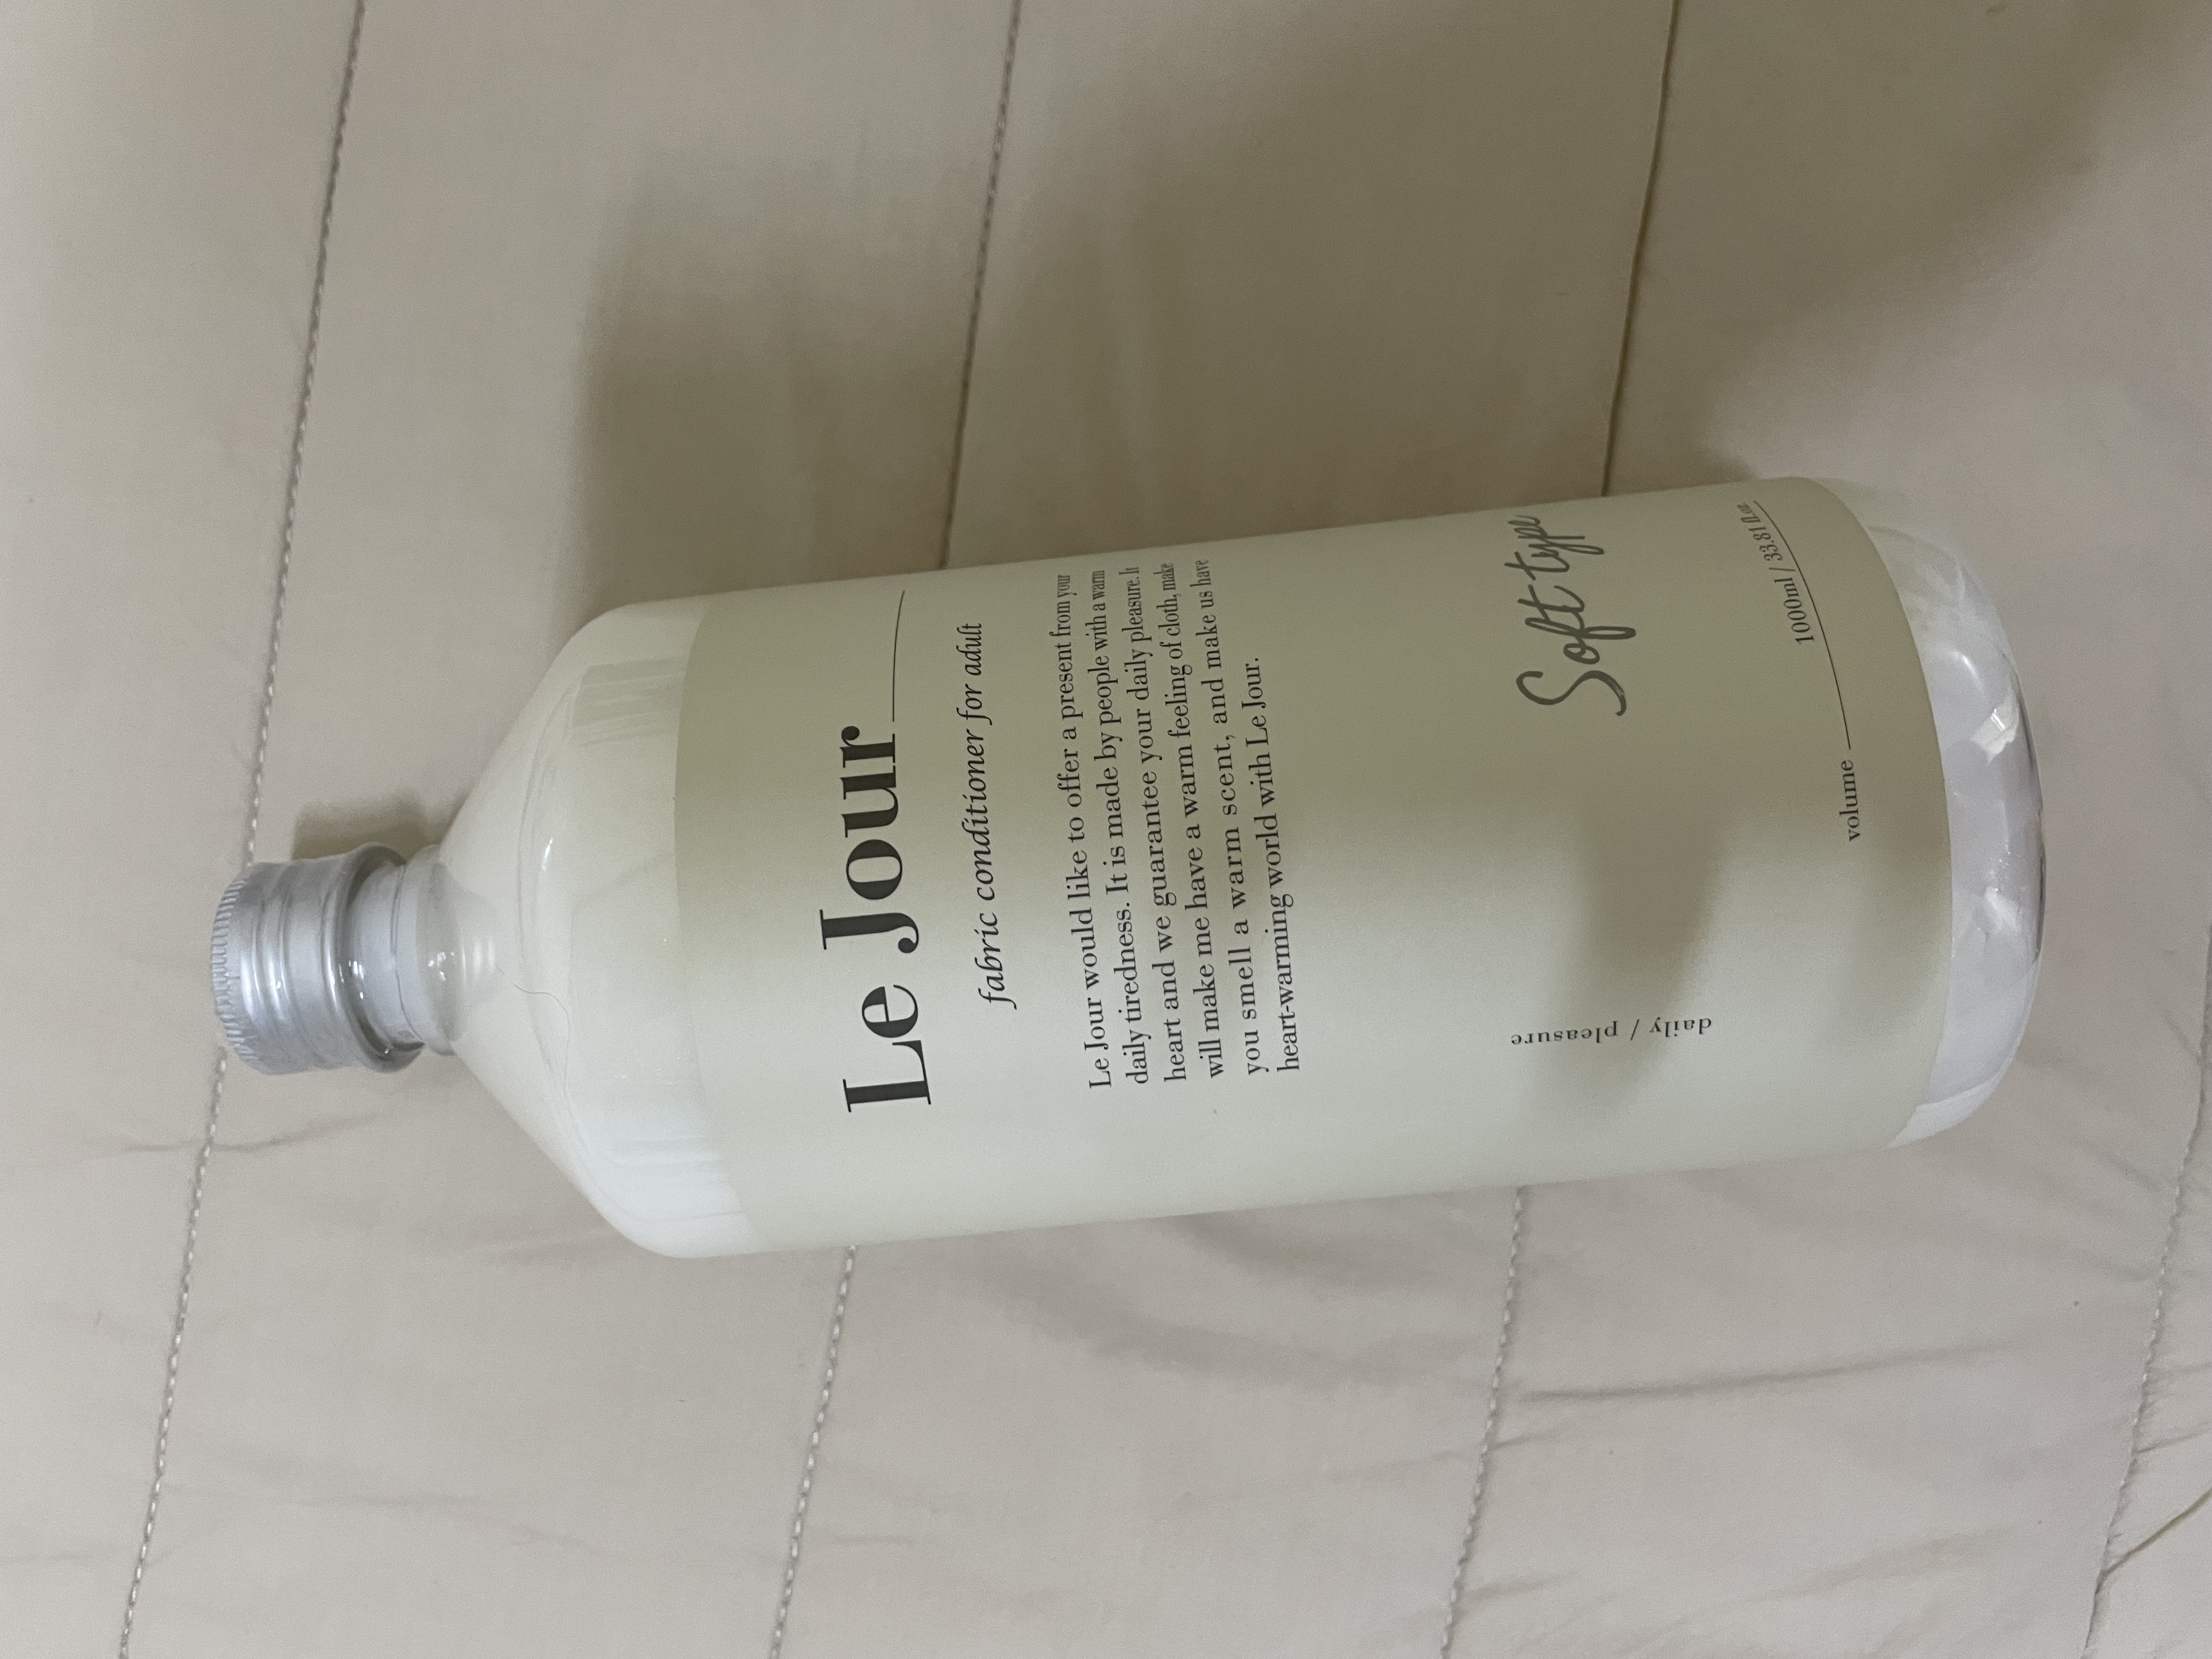 Le Jour
fabric conditioner for adult
Le Jour would like to offer a present from your
daily tiredness. It is made by people with a warm
heart and we guarantee your daily pleasure. It
will make me have a warm feeling of cloth, make
you smell a warm scent, and make us have
heart-warming world with Le Jour.
Soft type
daily / pleasure
volume 1000ml / 33.81 fl.oz